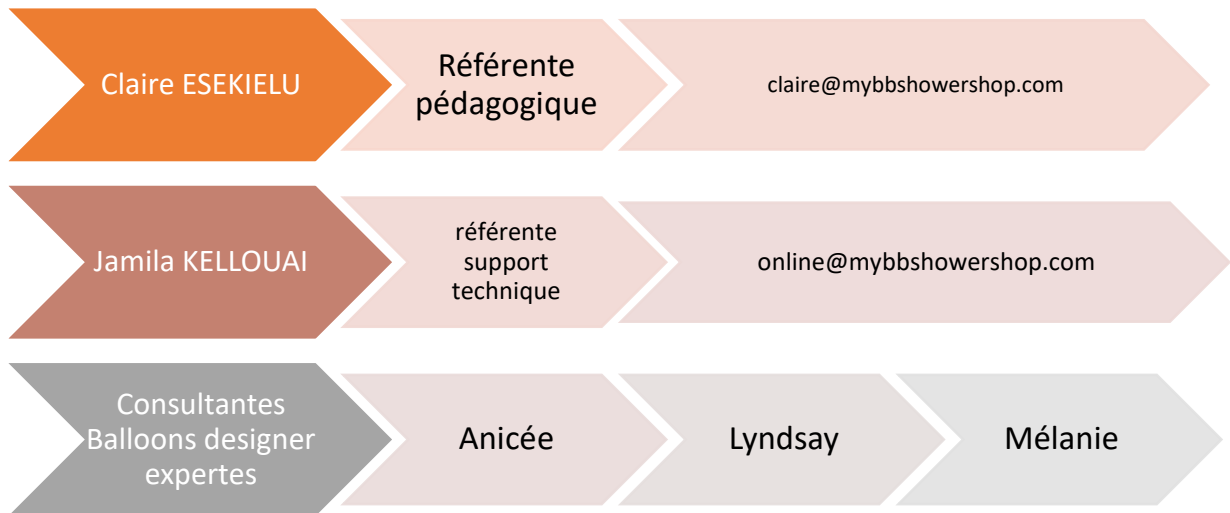 Claire ESEKIELU
Référente
pédagogique
claire@mybbshowershop.com
Jamila KELLOUAI
référente
support
technique
online@mybbshowershop.com
Consultantes
Balloons designer
expertes
Anicée
Lyndsay
Mélanie